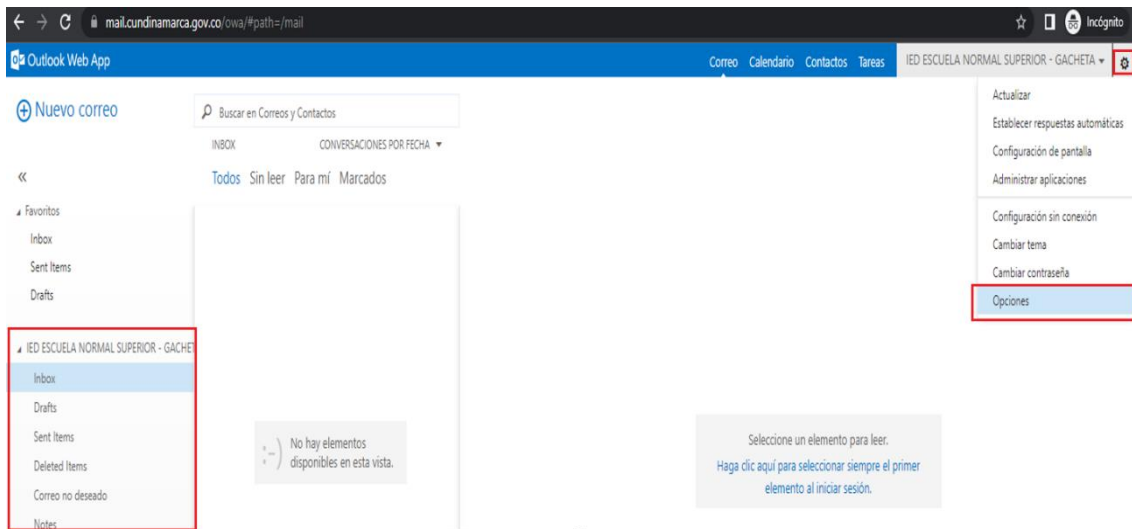 mail.cundinamarca.gov.co/owa/#path=/mail
Incógnito
Outlook Web App
Correo Calendario Contactos Tareas IED ESCUELA NORMAL SUPERIOR - GACHETA
Nuevo correo
Buscar en Correos y Contactos
INBOX CONVERSACIONES POR FECHA
Todos Sin leer Para mí Marcados
Favoritos
Inbox
Sent Items
Drafts
IED ESCUELA NORMAL SUPERIOR - GACHET
Inbox
Drafts
Sent Items
Deleted Items
Correo no deseado
Notes
:-)
No hay elementos
disponibles en esta vista.
Seleccione un elemento para leer.
Haga clic aquí para seleccionar siempre el primer
elemento al iniciar sesión.
Actualizar
Establecer respuestas automáticas
Configuración de pantalla
Administrar aplicaciones
Configuración sin conexión
Cambiar tema
Cambiar contraseña
Opciones